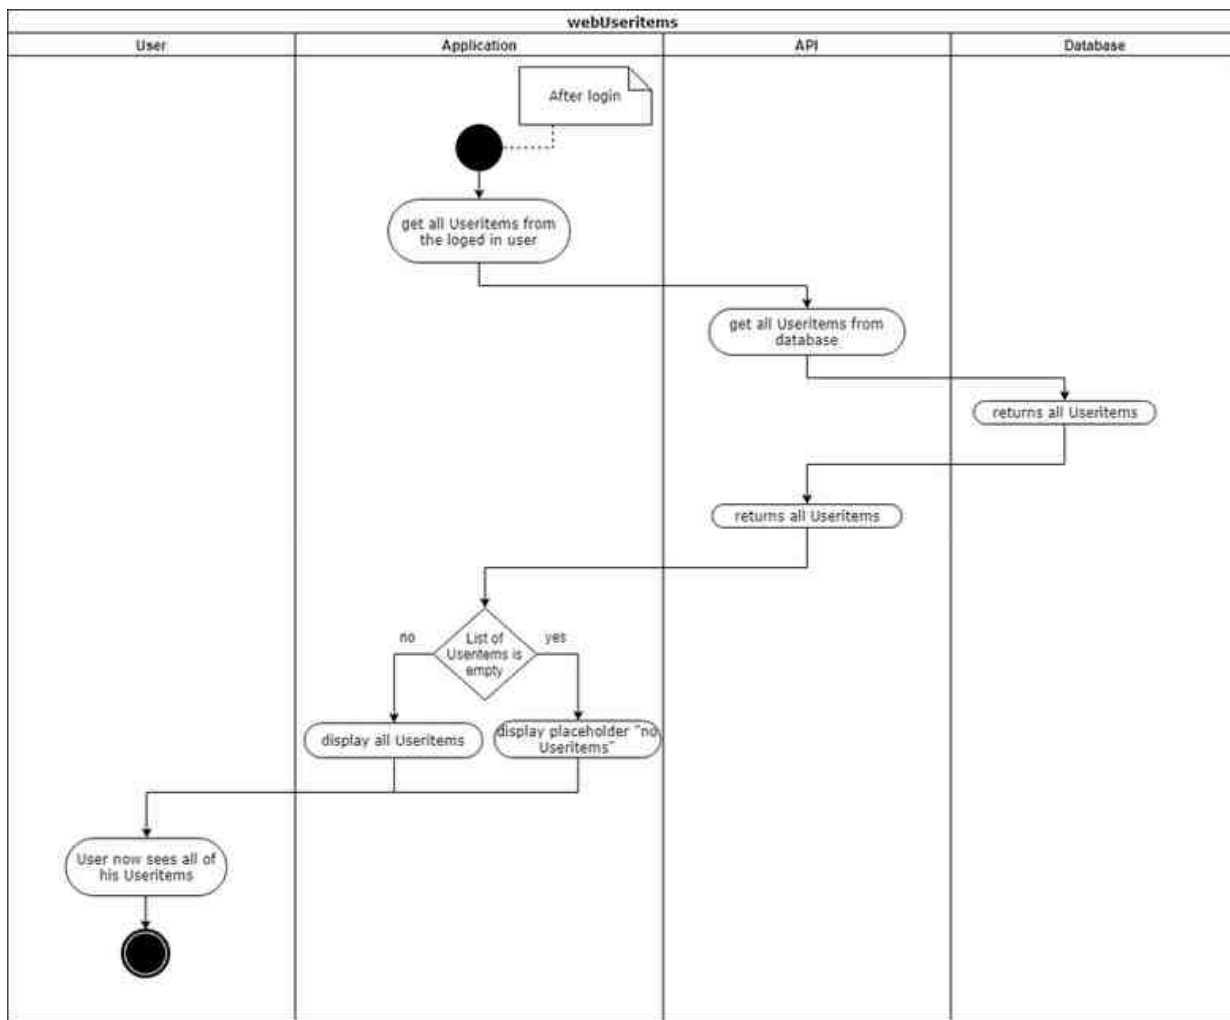 webUseritems
User
Application
API
Database
After login
get all Useritems from
the loged in user
get all Useritems from
database
returns all Useritems
returns all Useritems
no
List of
Useritems is
empty
yes
display all Useritems
display placeholder "no
Useritems"
User now sees all of
his Useritems